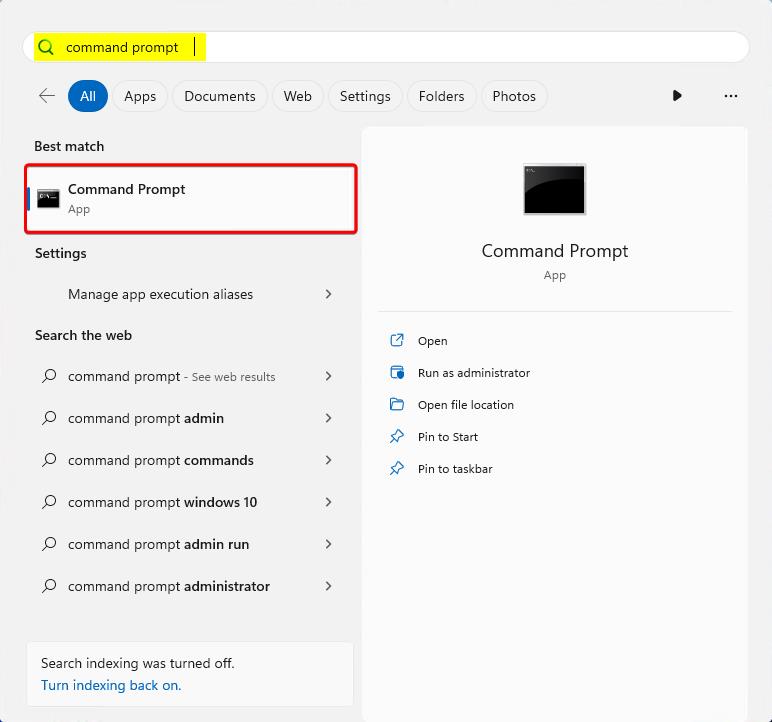 command prompt
All
Apps
Documents
Web
Settings
Folders
Photos
Best match
Command Prompt
App
Settings
Manage app execution aliases
Search the web
command prompt - See web results
command prompt admin
command prompt commands
command prompt windows 10
command prompt admin run
command prompt administrator
Search indexing was turned off.
Turn indexing back on.
Command Prompt
App
Open
Run as administrator
Open file location
Pin to Start
Pin to taskbar